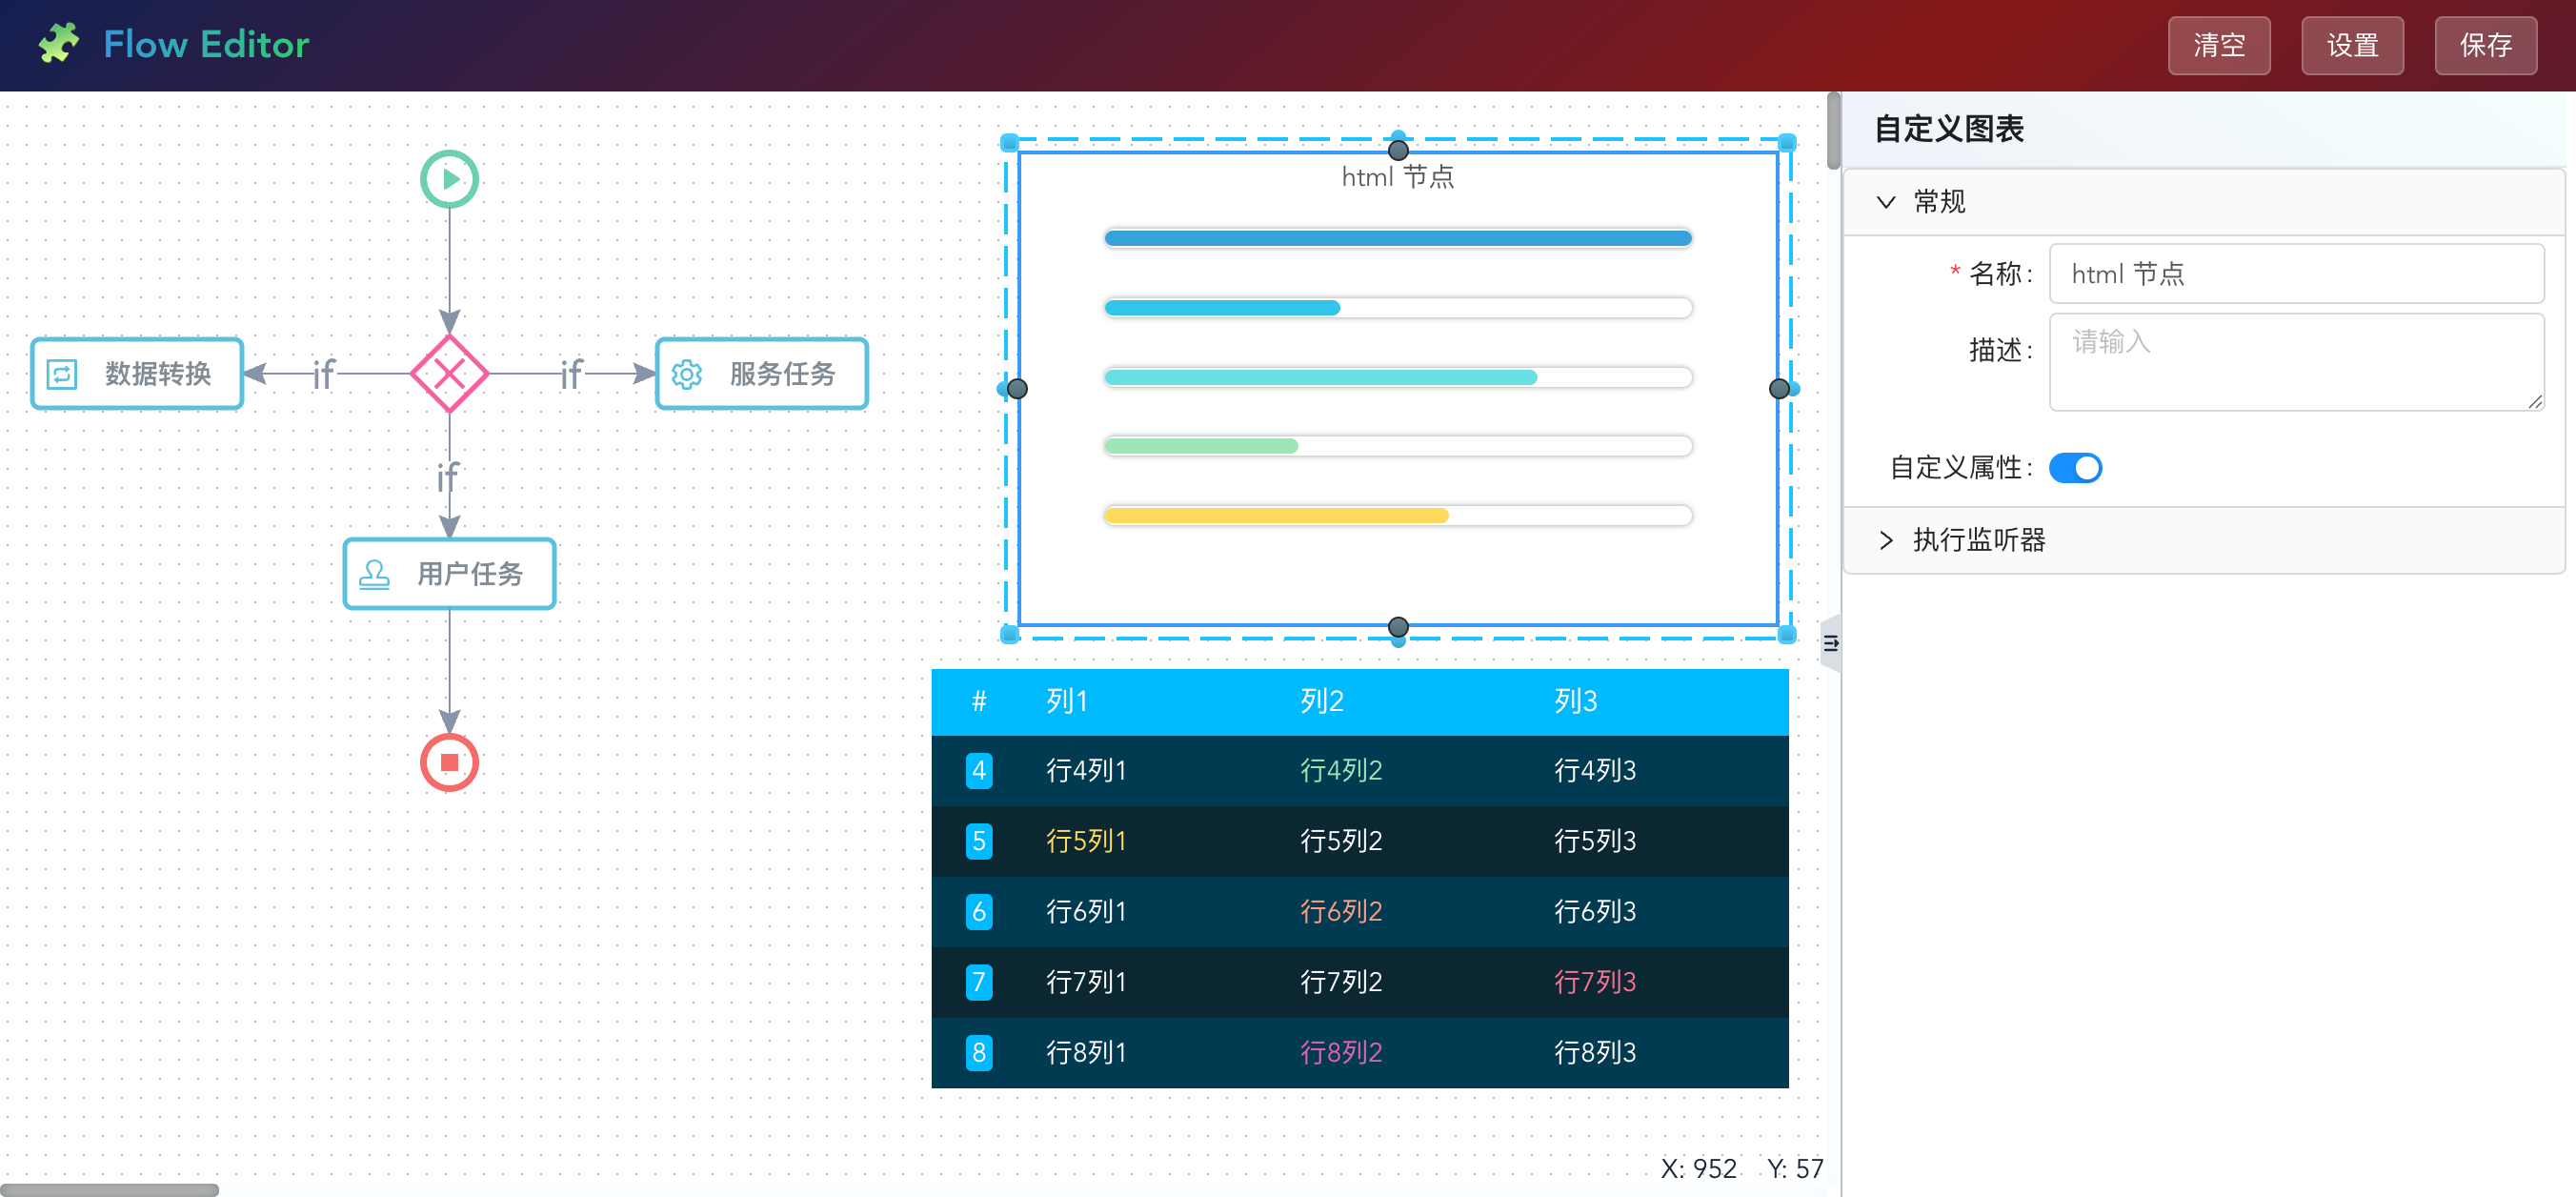 Flow Editor
清空 设置 保存
if
数据转换
if
服务任务
if
用户任务
html 节点
# 列1 列2 列3
4 行4列1 行4列2 行4列3
5 行5列1 行5列2 行5列3
6 行6列1 行6列2 行6列3
7 行7列1 行7列2 行7列3
8 行8列1 行8列2 行8列3
X: 952 Y: 57
自定义图表
常规
* 名称: html 节点
描述: 请输入
自定义属性:
执行监听器